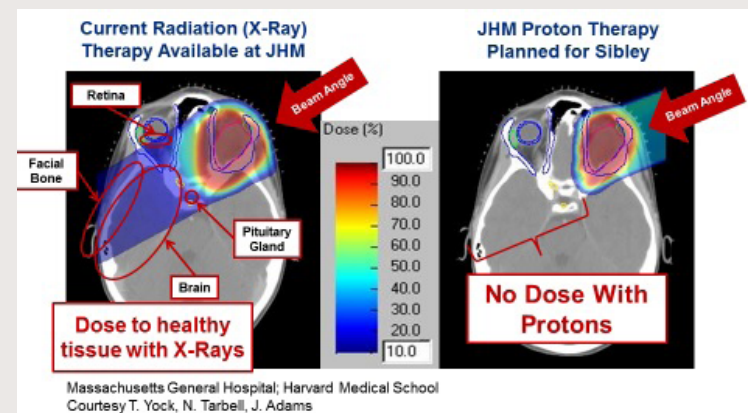 Current Radiation (X-Ray)
Therapy Available at JHM
JHM Proton Therapy
Planned for Sibley
Retina
Beam Angle
Dose (%)
Beam Angle
Facial
Bone
100.0
90.0
80.0
70.0
60.0
50.0
40.0
30.0
20.0
10.0
Pituitary
Gland
Brain
Dose to healthy
tissue with X-Rays
No Dose With
Protons
Massachusetts General Hospital; Harvard Medical School
Courtesy T. Yock, N. Tarbell, J. Adams